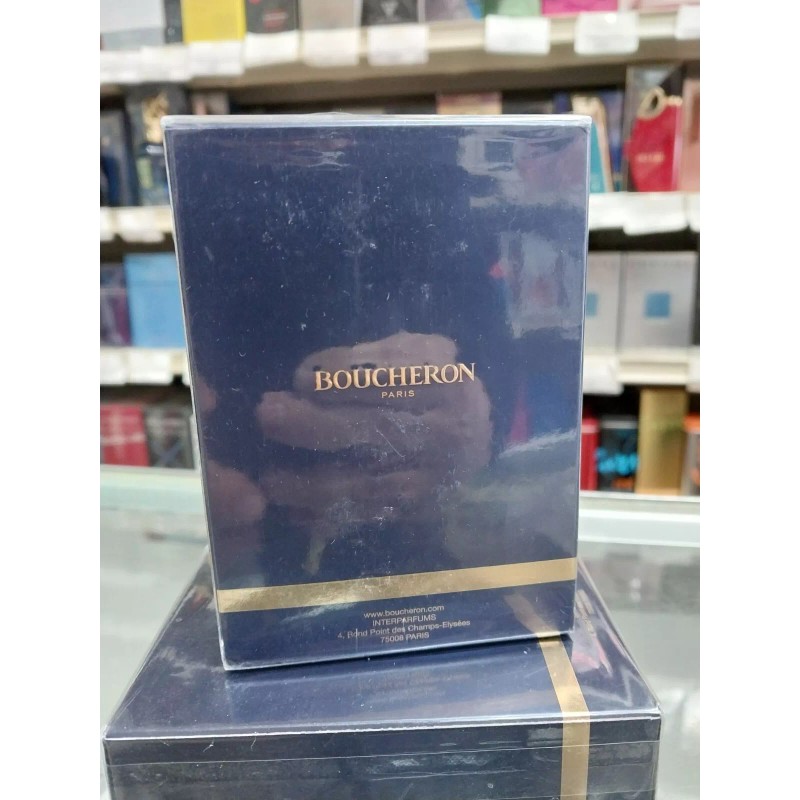 BOUCHERON
PARIS
www.boucheron.com
INTERPARFUMS
4, Rond Point des Champs-Elysées
75008 PARIS